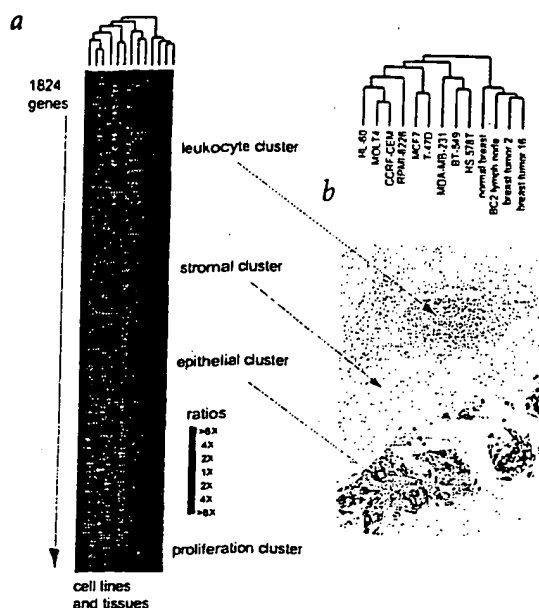 a
1824
genes
leukocyte cluster
stromal cluster
epithelial cluster
ratios
>8X
4X
2X
1X
2X
4X
>8X
proliferation cluster
cell lines
and tissues
HL-60
MOLT4
CCRF-CEM
RPMI-8226
MCF7
T-47D
MDA-MB-231
BT-549
HS 578T
normal breast
BC2 lymph node
breast tumor 2
breast tumor 16
b